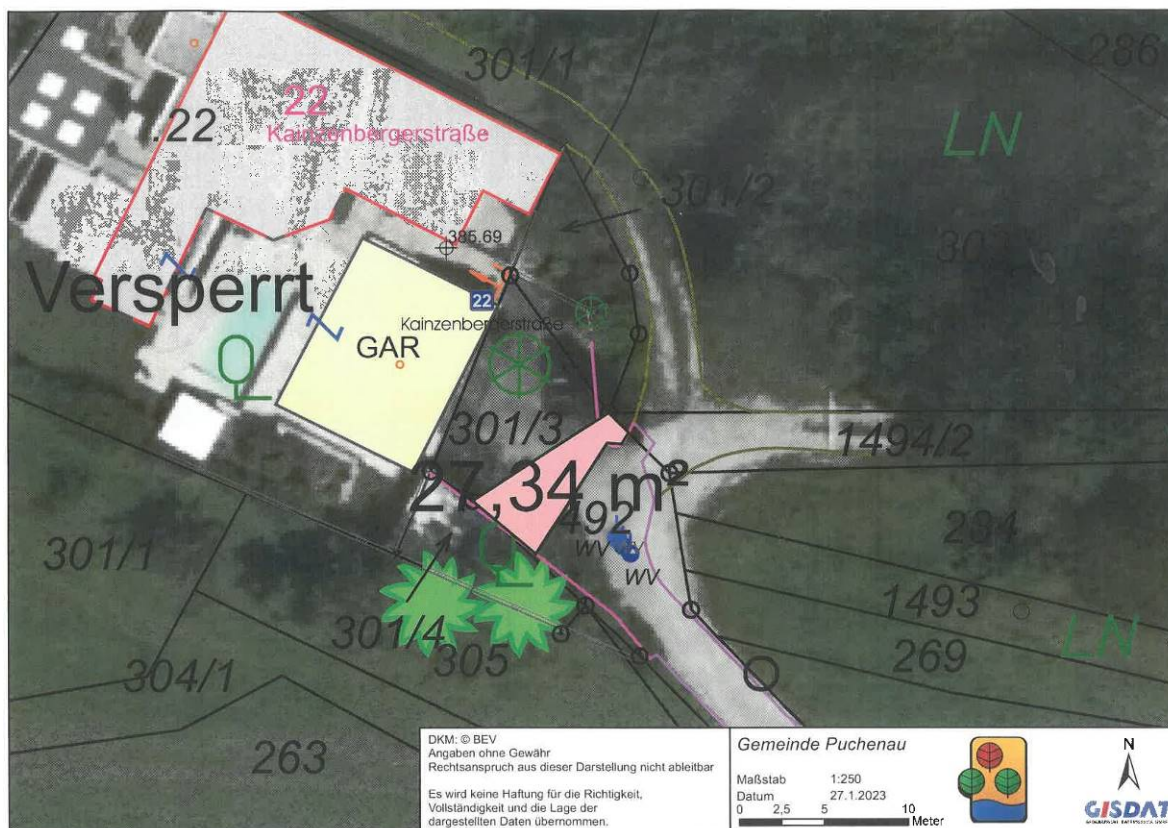 286
301/1
22
.22
Kainzenbergerstraße
LN
301/2
385.69
Versperrt
22
Kainzenbergerstraße
GAR
301/3
1494/2
27,34 m²
492
284
WV
WV
301/1
1493
LN
301/4
305
269
304/1
263
DKM: © BEV
Angaben ohne Gewähr
Rechtsanspruch aus dieser Darstellung nicht ableitbar
Es wird keine Haftung für die Richtigkeit,
Vollständigkeit und die Lage der
dargestellten Daten übernommen.
Gemeinde Puchenau
Maßstab 1:250
Datum 27.1.2023
0 2,5 5 10
Meter
N
GISDAT